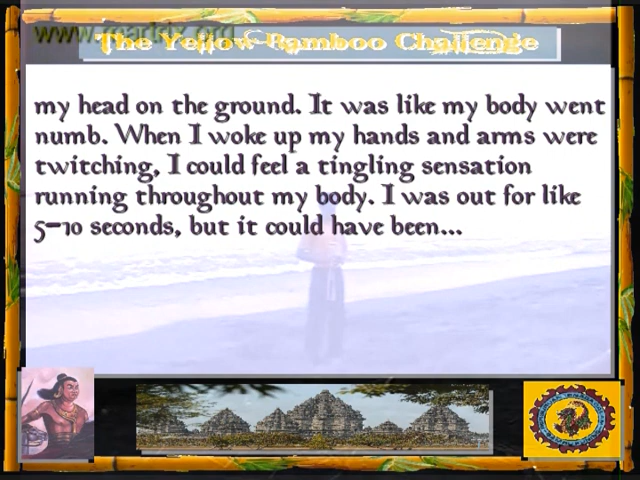 The Yellow Bamboo Challenge
my head on the ground. It was like my body went
numb. When I woke up my hands and arms were
twitching, I could feel a tingling sensation
running throughout my body. I was out for like
5-10 seconds, but it could have been...